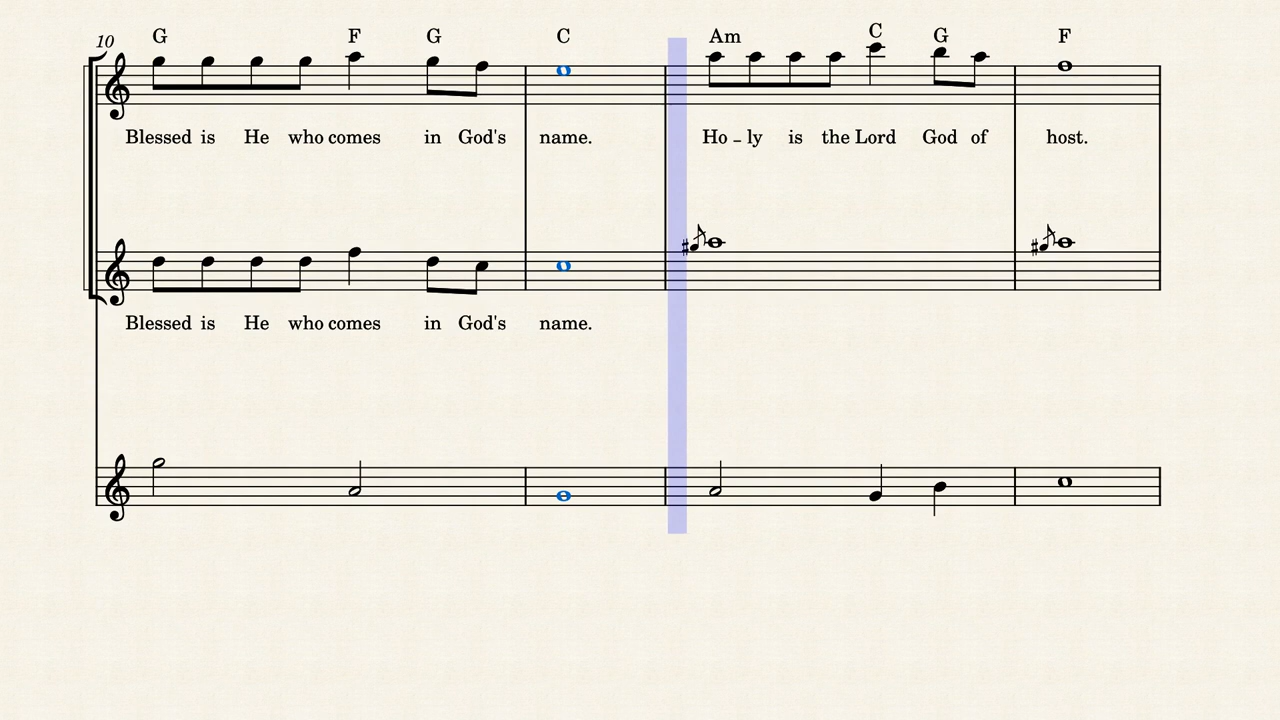 10 G F G C Am C G F
Blessed is He who comes in God's name. Ho - ly is the Lord God of host.
Blessed is He who comes in God's name.